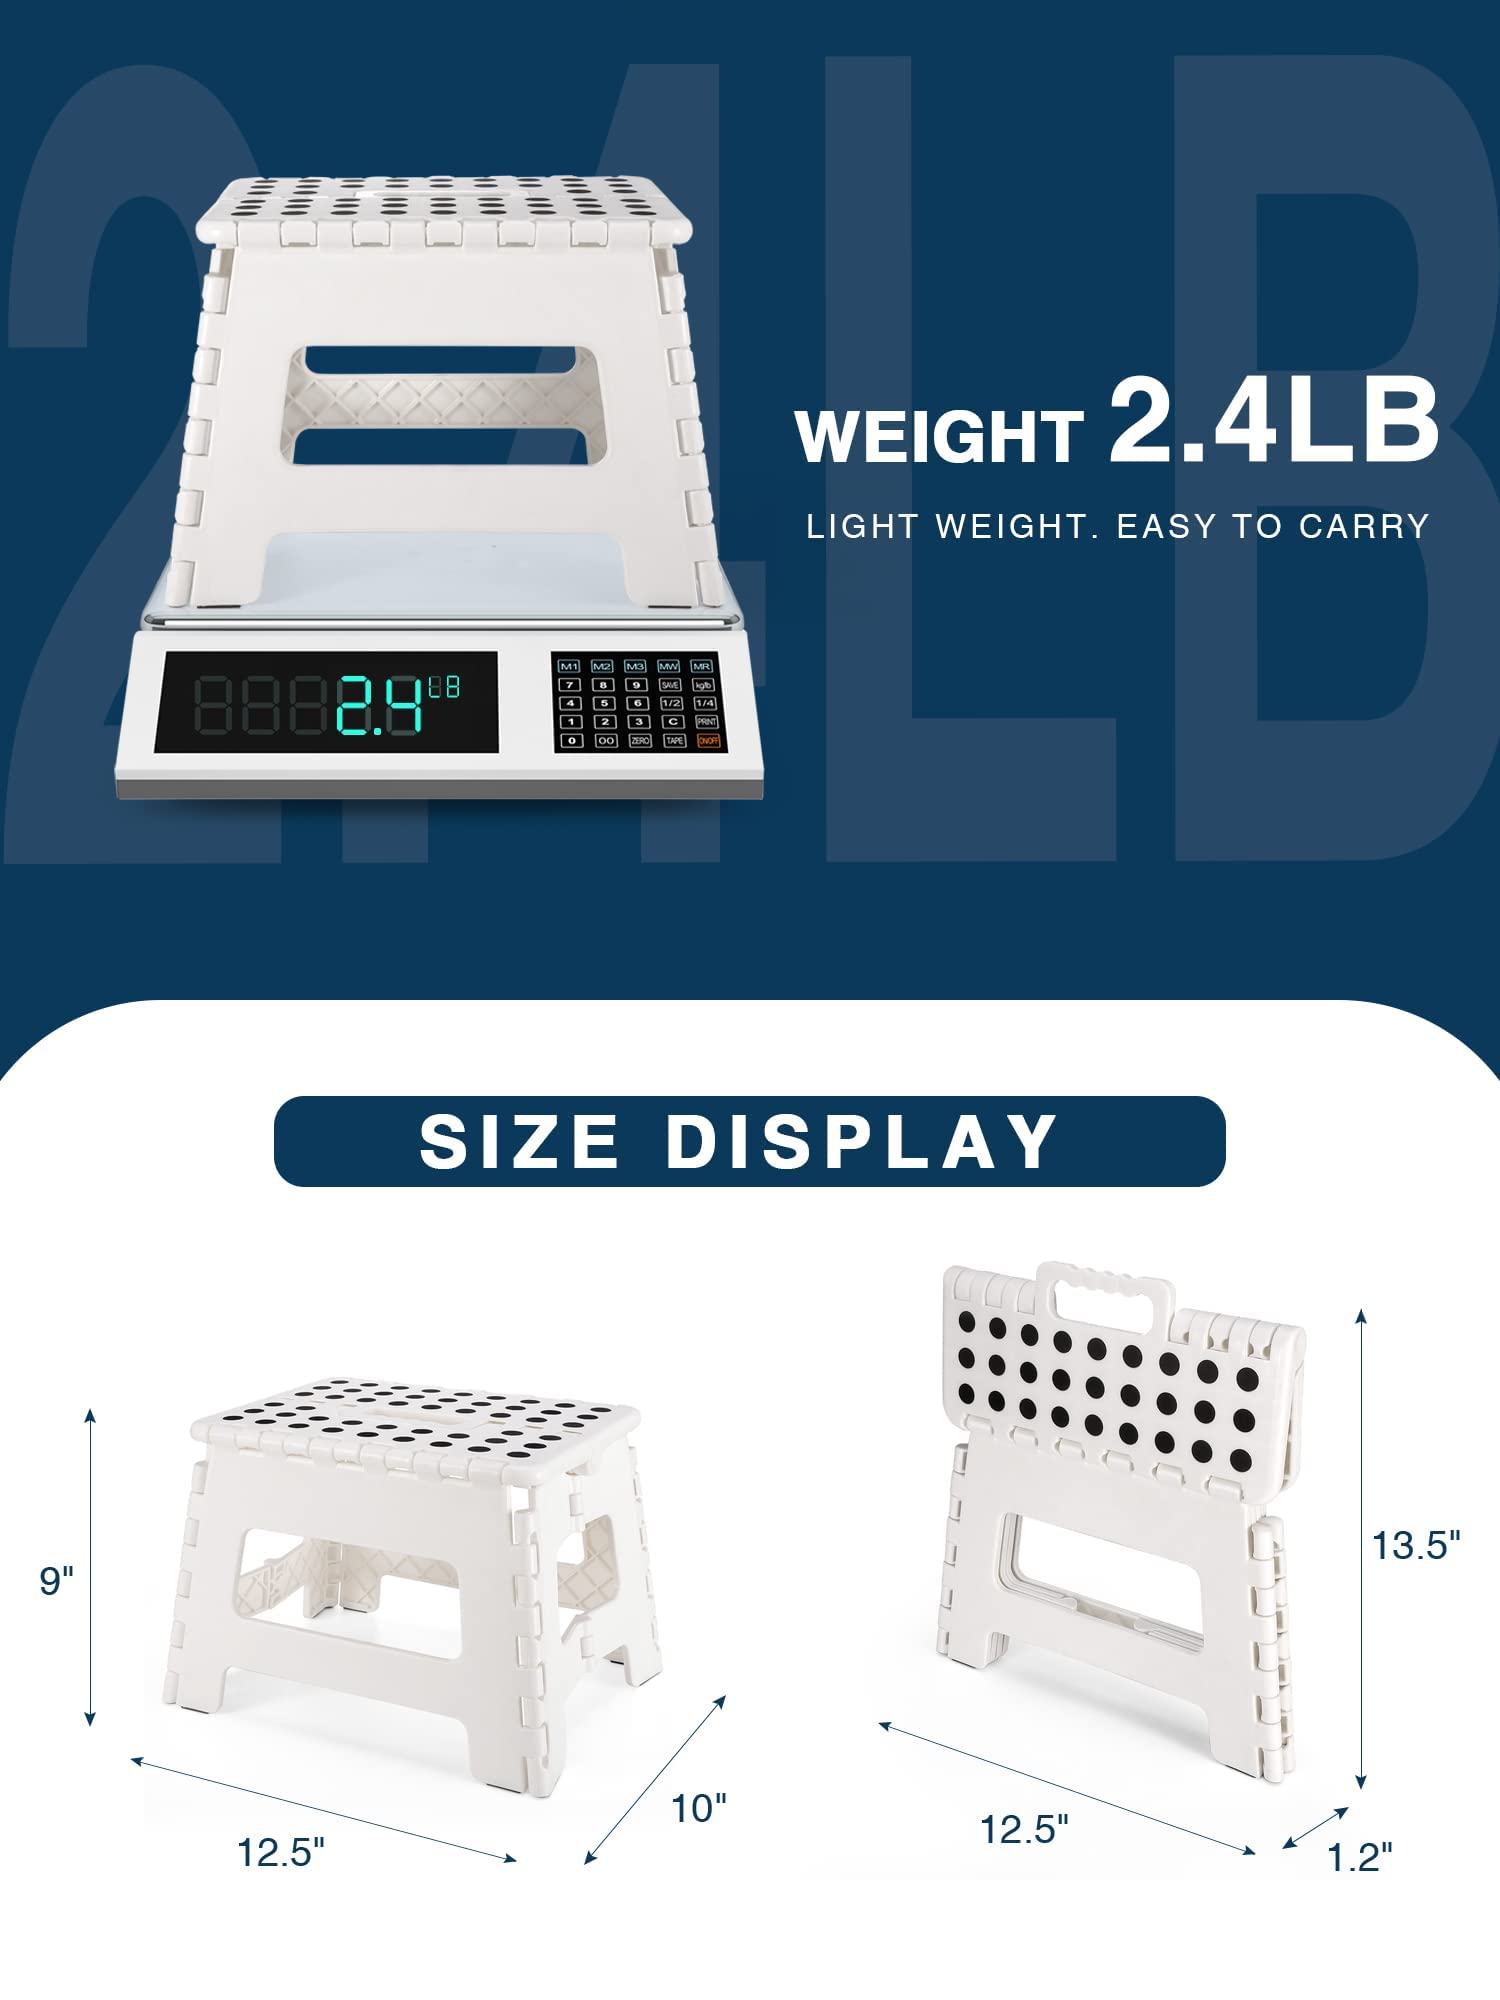 2.4LB
WEIGHT 2.4LB
LIGHT WEIGHT. EASY TO CARRY
2.4 LB
M1 M2 M3 MW MR
7 8 9 SAVE kg/lb
4 5 6 1/2 1/4
1 2 3 C PRINT
0 00 ZERO TAPE ON/OFF
SIZE DISPLAY
9"
12.5"
10"
13.5"
12.5"
1.2"